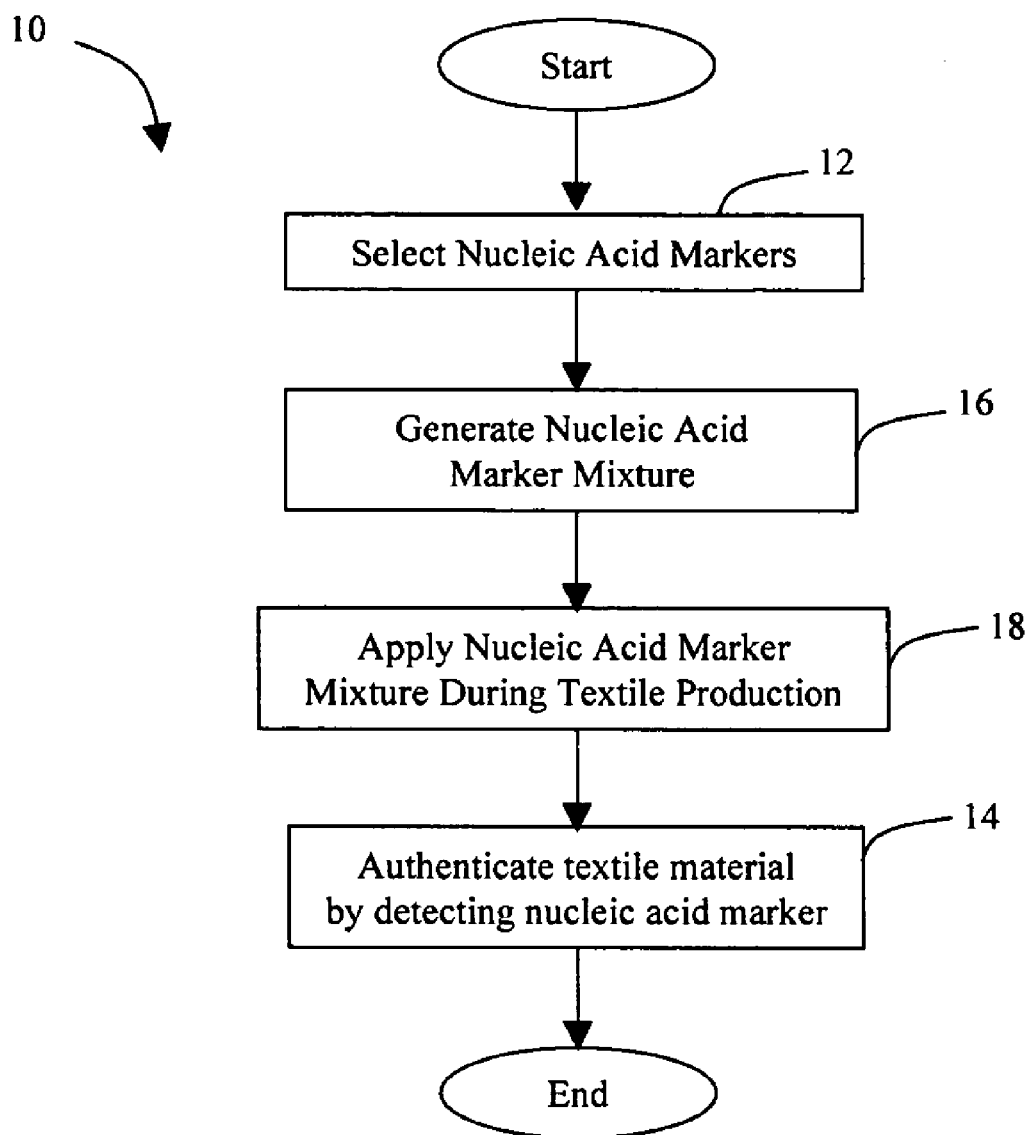 10
Start
12
Select Nucleic Acid Markers
16
Generate Nucleic Acid
Marker Mixture
18
Apply Nucleic Acid Marker
Mixture During Textile Production
14
Authenticate textile material
by detecting nucleic acid marker
End